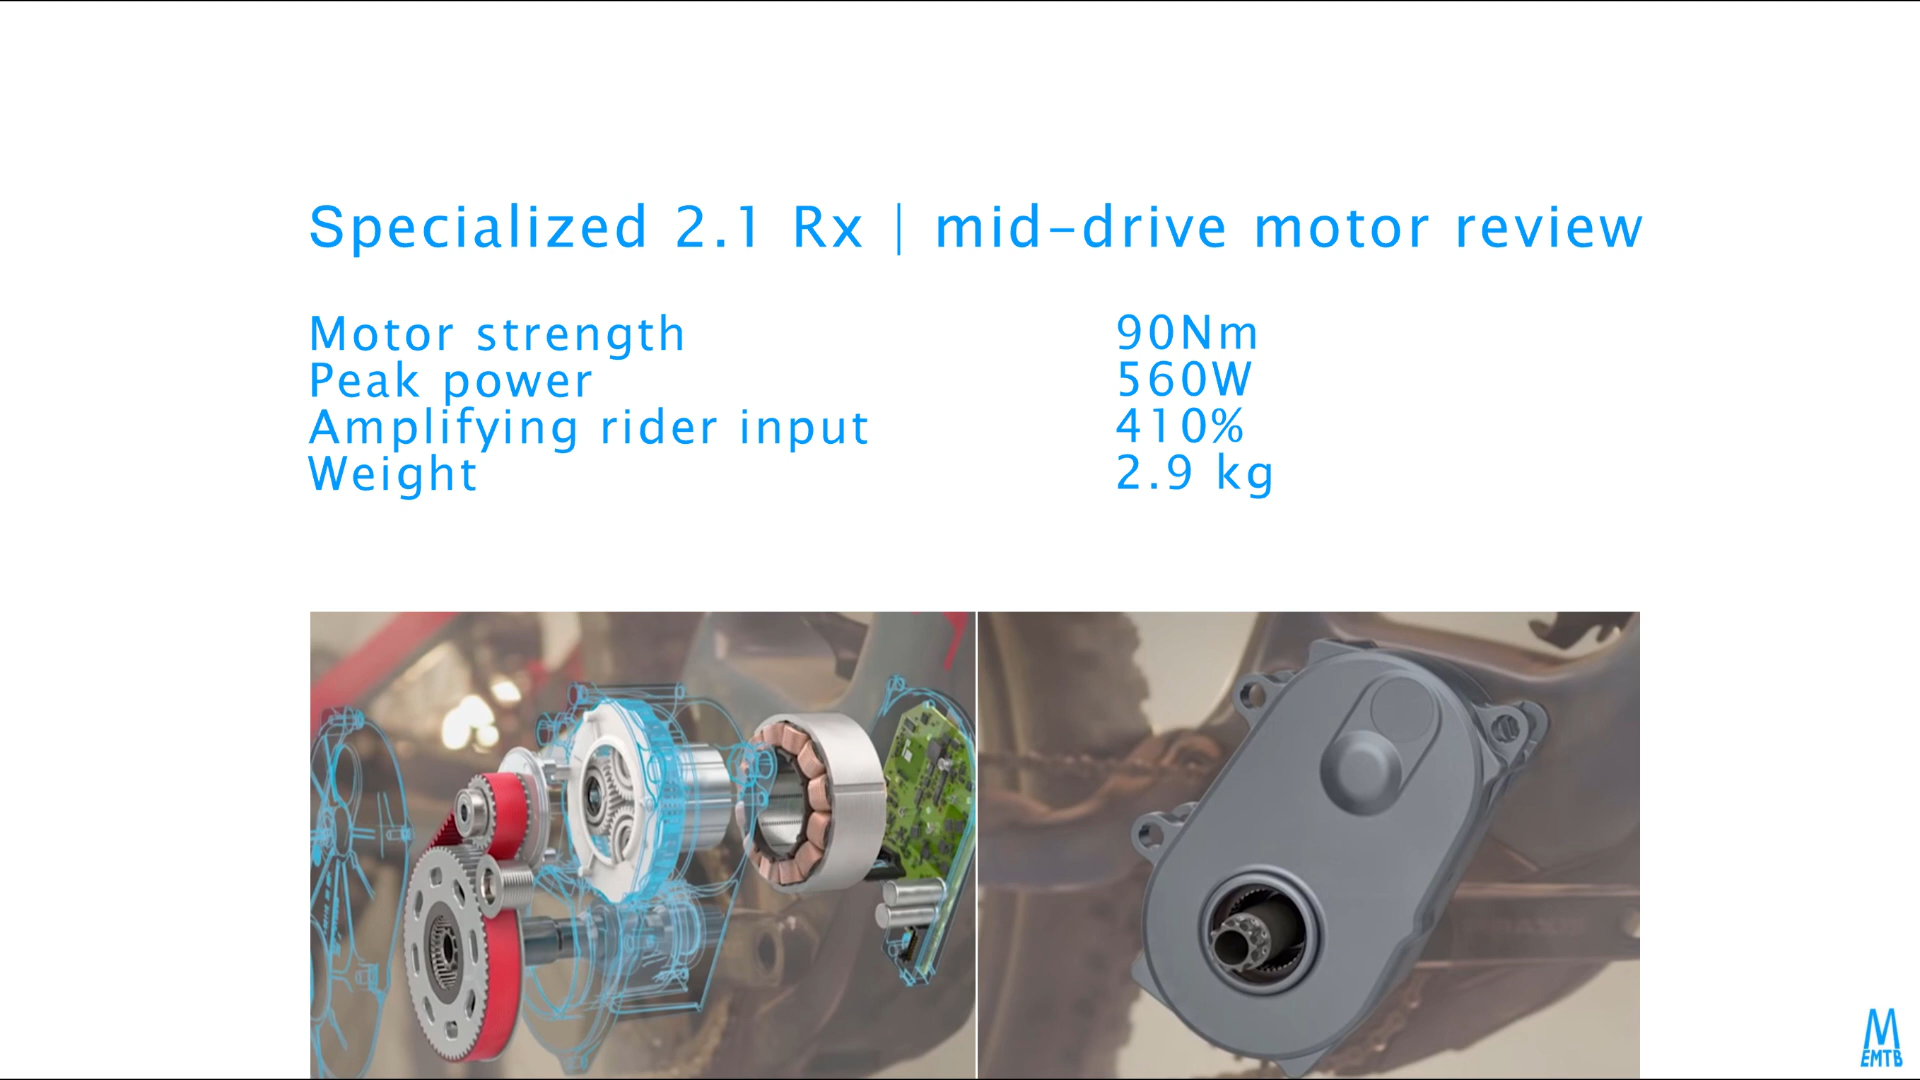 Specialized 2.1 Rx | mid-drive motor review
Motor strength 90Nm
Peak power 560W
Amplifying rider input 410%
Weight 2.9 kg
M
EMTB